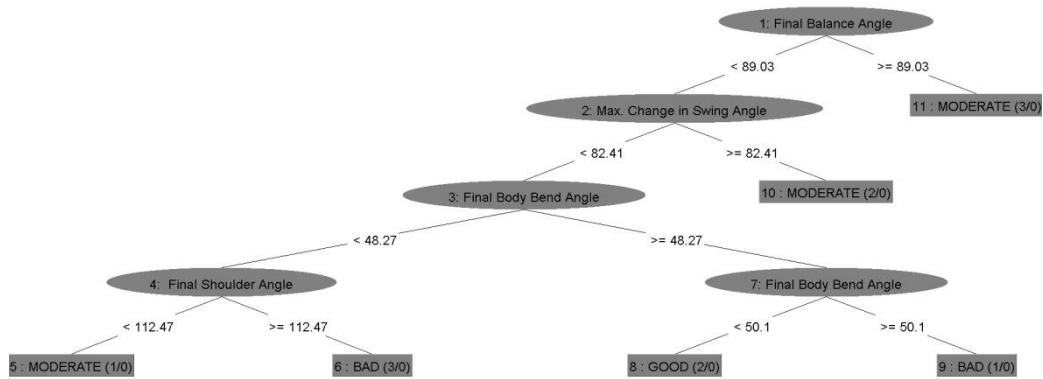 1: Final Balance Angle
< 89.03
>= 89.03
2: Max. Change in Swing Angle
11 : MODERATE (3/0)
< 82.41
>= 82.41
3: Final Body Bend Angle
10 : MODERATE (2/0)
< 48.27
>= 48.27
4: Final Shoulder Angle
7: Final Body Bend Angle
< 112.47
>= 112.47
< 50.1
>= 50.1
5 : MODERATE (1/0)
6 : BAD (3/0)
8 : GOOD (2/0)
9 : BAD (1/0)